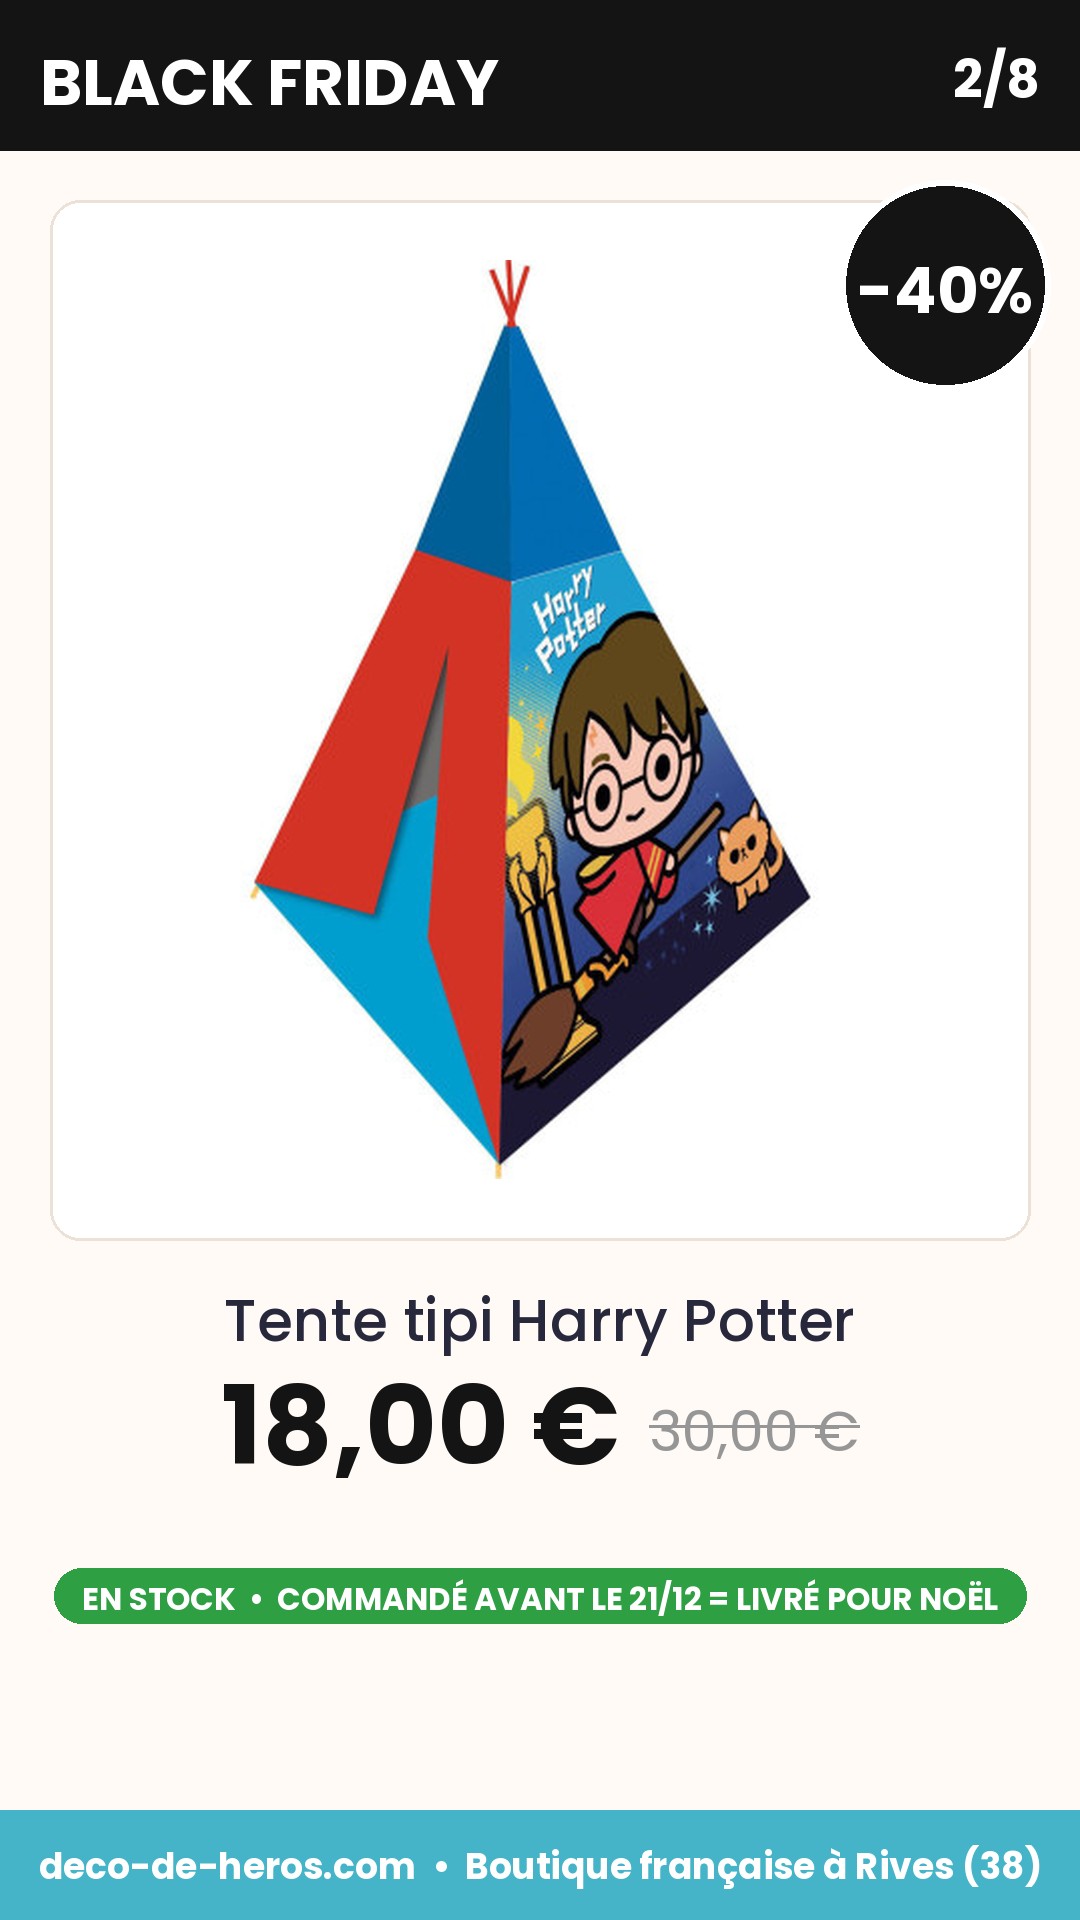 BLACK FRIDAY
2/8
-40%
Harry
Potter
Tente tipi Harry Potter
18,00 € 30,00 €
EN STOCK • COMMANDÉ AVANT LE 21/12 = LIVRÉ POUR NOËL
deco-de-heros.com • Boutique française à Rives (38)